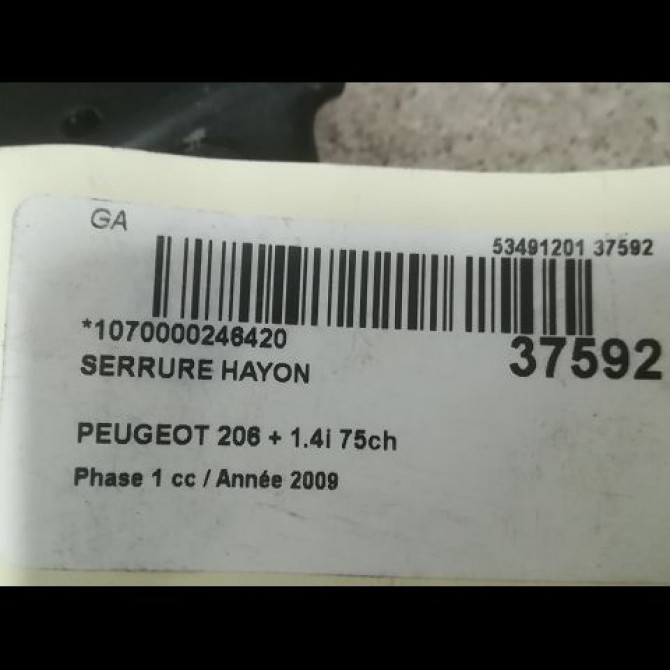 GA
53491201 37592
*1070000246420
37592
SERRURE HAYON
PEUGEOT 206 + 1.4i 75ch
Phase 1 cc / Année 2009